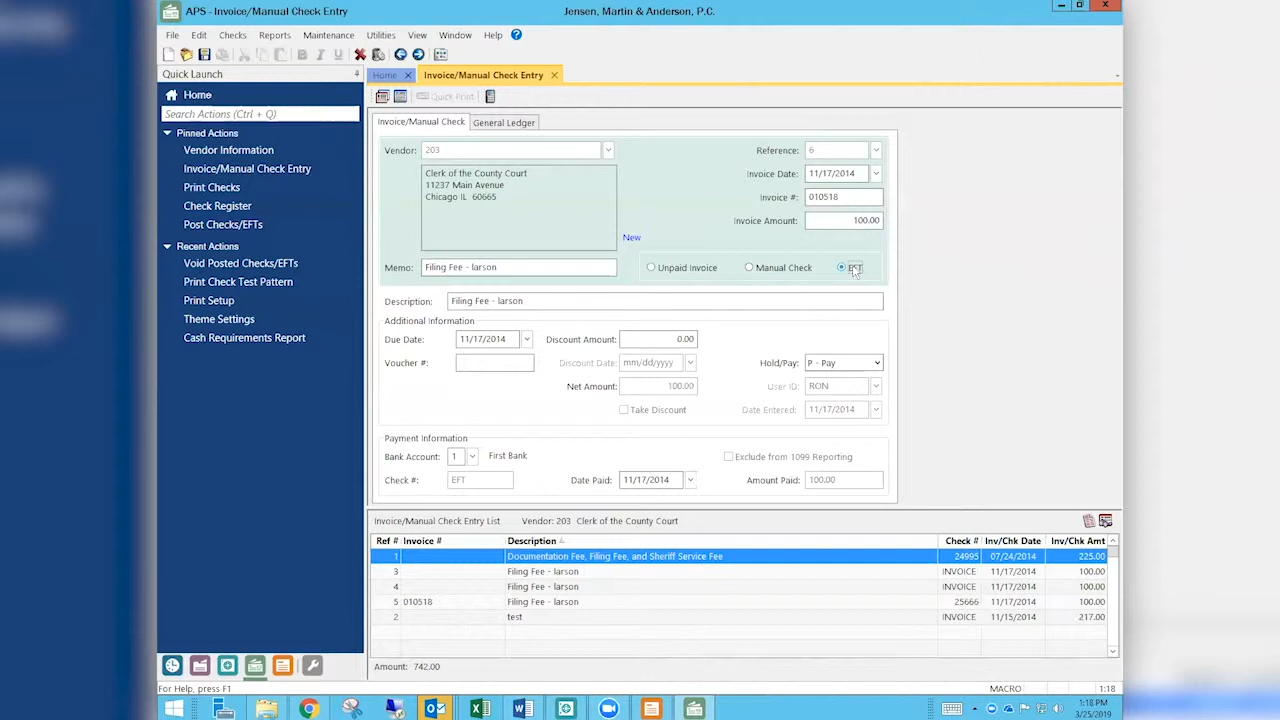 APS - Invoice/Manual Check Entry
Jensen, Martin & Anderson, P.C.
File Edit Checks Reports Maintenance Utilities View Window Help
Quick Launch
Home
Search Actions (Ctrl + Q)
Pinned Actions
Vendor Information
Invoice/Manual Check Entry
Print Checks
Check Register
Post Checks/EFTs
Recent Actions
Void Posted Checks/EFTs
Print Check Test Pattern
Print Setup
Theme Settings
Cash Requirements Report
Home
Invoice/Manual Check Entry
Quick Print
Invoice/Manual Check
General Ledger
Vendor: 203
Reference: 6
Clerk of the County Court
11237 Main Avenue
Chicago IL 60665
Invoice Date: 11/17/2014
Invoice #: 010518
Invoice Amount: 100.00
New
Memo: Filing Fee - larson
Unpaid Invoice Manual Check EFT
Description: Filing Fee - larson
Additional Information
Due Date: 11/17/2014 Discount Amount: 0.00
Voucher #: Discount Date: mm/dd/yyyy Hold/Pay: P - Pay
Net Amount: 100.00 User ID: RON
Take Discount Date Entered: 11/17/2014
Payment Information
Bank Account: 1 First Bank Exclude from 1099 Reporting
Check #: EFT Date Paid: 11/17/2014 Amount Paid: 100.00
Invoice/Manual Check Entry List Vendor: 203 Clerk of the County Court
Ref # Invoice # Description Check # Inv/Chk Date Inv/Chk Amt
1 Documentation Fee, Filing Fee, and Sheriff Service Fee 24995 07/24/2014 225.00
3 Filing Fee - larson INVOICE 11/17/2014 100.00
4 Filing Fee - larson INVOICE 11/17/2014 100.00
5 010518 Filing Fee - larson 25666 11/17/2014 100.00
2 test INVOICE 11/15/2014 217.00
Amount: 742.00
For Help, press F1
MACRO 1:18
1:18 PM
3/25/2019